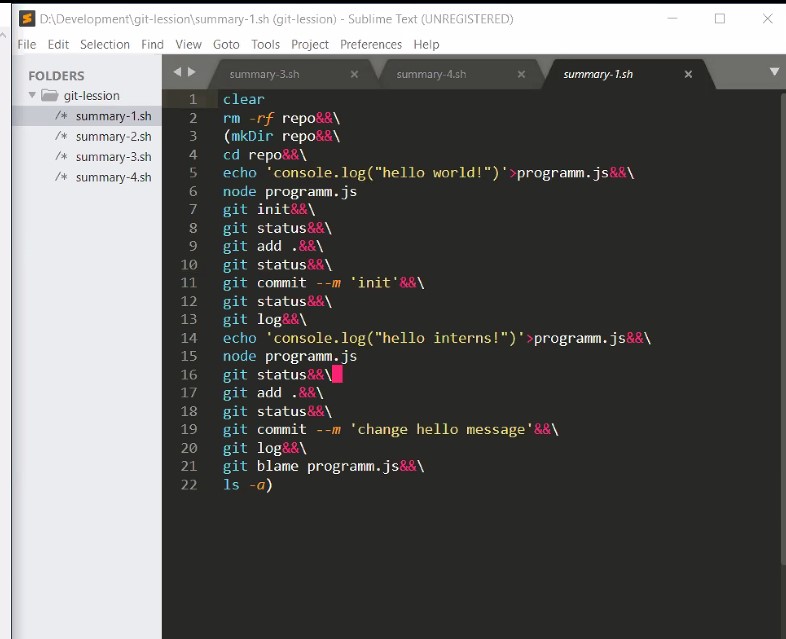 D:\Development\git-lession\summary-1.sh (git-lession) - Sublime Text (UNREGISTERED)
File Edit Selection Find View Goto Tools Project Preferences Help
FOLDERS
git-lession
/* summary-1.sh
/* summary-2.sh
/* summary-3.sh
/* summary-4.sh
summary-3.sh × summary-4.sh × summary-1.sh ×
1 clear
2 rm -rf repo&&\
3 (mkDir repo&&\
4 cd repo&&\
5 echo 'console.log("hello world!")'>programm.js&&\
6 node programm.js
7 git init&&\
8 git status&&\
9 git add .&&\
10 git status&&\
11 git commit --m 'init'&&\
12 git status&&\
13 git log&&\
14 echo 'console.log("hello interns!")'>programm.js&&\
15 node programm.js
16 git status&&\
17 git add .&&\
18 git status&&\
19 git commit --m 'change hello message'&&\
20 git log&&\
21 git blame programm.js&&\
22 ls -a)